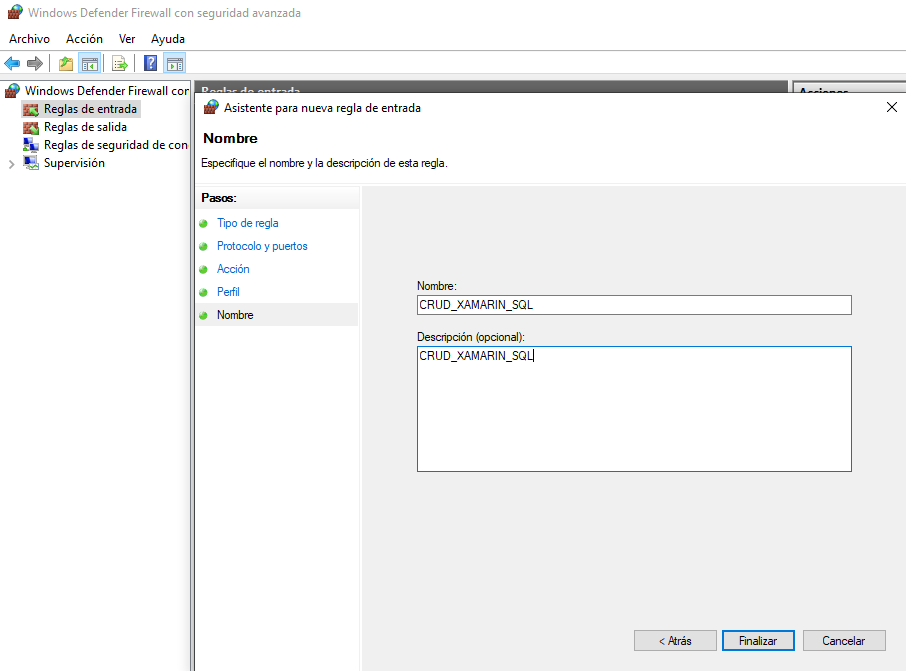 Windows Defender Firewall con seguridad avanzada
Archivo Acción Ver Ayuda
Windows Defender Firewall con
Reglas de entrada
Reglas de salida
Reglas de seguridad de con
Supervisión
Reglas de entrada
Acciones
Asistente para nueva regla de entrada
Nombre
Especifique el nombre y la descripción de esta regla.
Pasos:
Tipo de regla
Protocolo y puertos
Acción
Perfil
Nombre
Nombre:
CRUD_XAMARIN_SQL
Descripción (opcional):
CRUD_XAMARIN_SQL
< Atrás Finalizar Cancelar